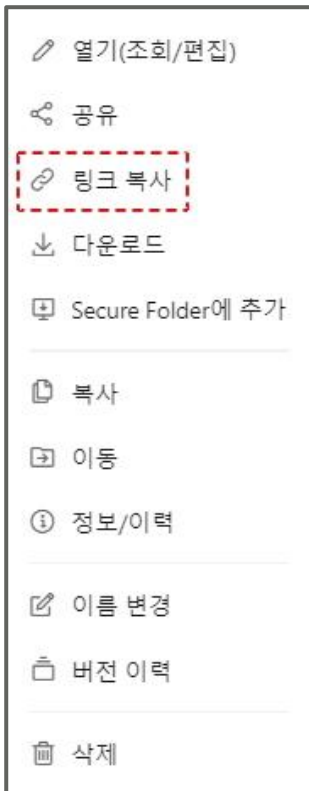 열기(조회/편집)
공유
링크 복사
다운로드
Secure Folder에 추가
복사
이동
정보/이력
이름 변경
버전 이력
삭제